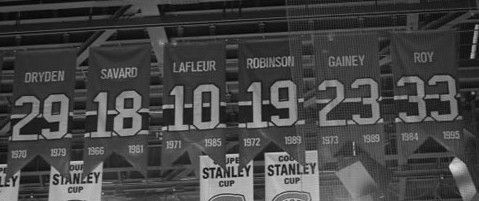 DRYDEN
29
1970 1979
SAVARD
18
1966 1981
LAFLEUR
10
1971 1985
ROBINSON
19
1972 1989
GAINEY
23
1973 1989
ROY
33
1984 1995
STANLEY
CUP
STANLEY
CUP
STANLEY
CUP